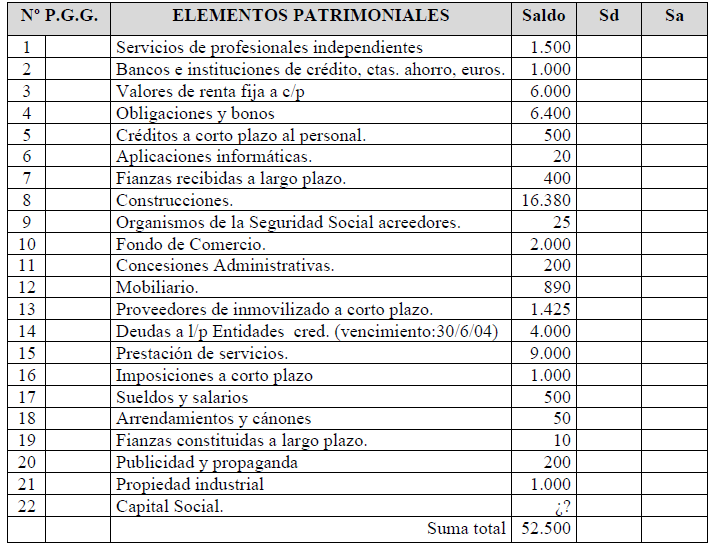 Nº P.G.G. ELEMENTOS PATRIMONIALES Saldo Sd Sa
1 Servicios de profesionales independientes 1.500
2 Bancos e instituciones de crédito, ctas. ahorro, euros. 1.000
3 Valores de renta fija a c/p 6.000
4 Obligaciones y bonos 6.400
5 Créditos a corto plazo al personal. 500
6 Aplicaciones informáticas. 20
7 Fianzas recibidas a largo plazo. 400
8 Construcciones. 16.380
9 Organismos de la Seguridad Social acreedores. 25
10 Fondo de Comercio. 2.000
11 Concesiones Administrativas. 200
12 Mobiliario. 890
13 Proveedores de inmovilizado a corto plazo. 1.425
14 Deudas a l/p Entidades cred. (vencimiento:30/6/04) 4.000
15 Prestación de servicios. 9.000
16 Imposiciones a corto plazo 1.000
17 Sueldos y salarios 500
18 Arrendamientos y cánones 50
19 Fianzas constituidas a largo plazo. 10
20 Publicidad y propaganda 200
21 Propiedad industrial 1.000
22 Capital Social. ¿?
Suma total 52.500